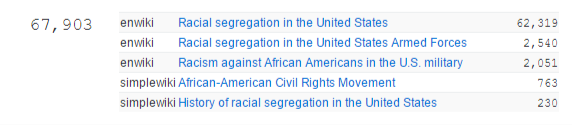 67,903 enwiki Racial segregation in the United States 62,319
enwiki Racial segregation in the United States Armed Forces 2,540
enwiki Racism against African Americans in the U.S. military 2,051
simplewiki African-American Civil Rights Movement 763
simplewiki History of racial segregation in the United States 230